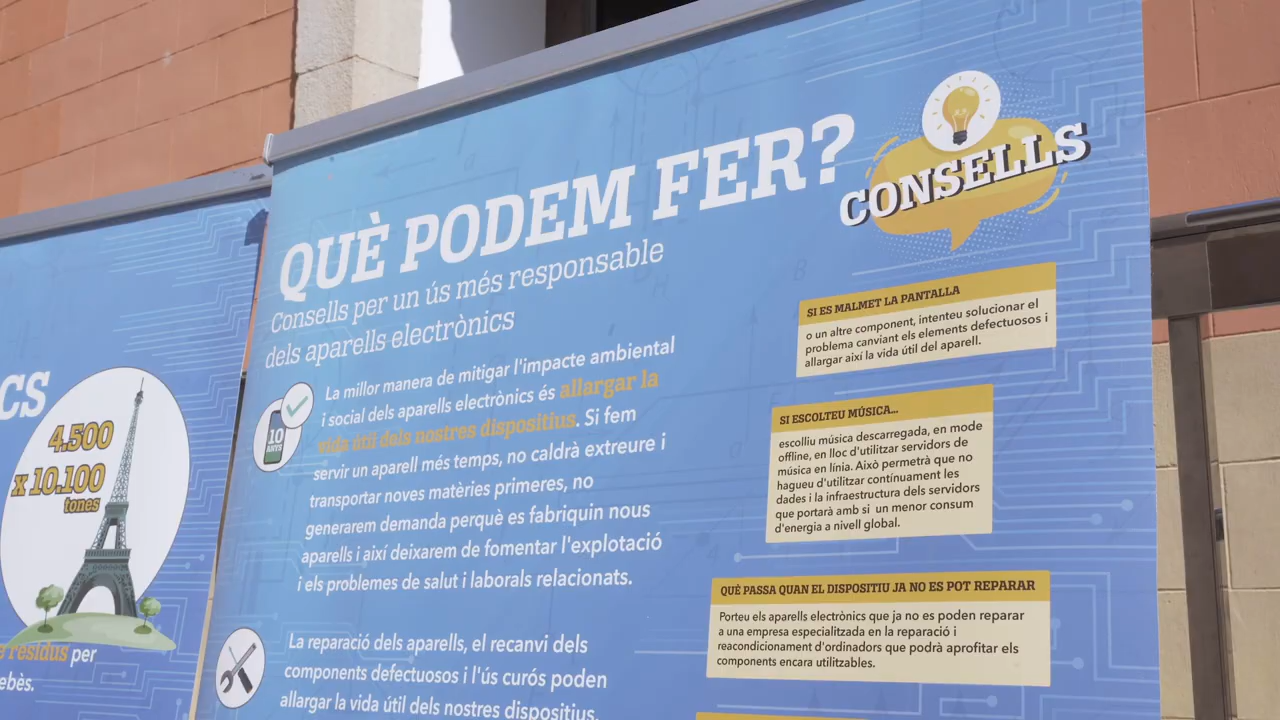 CS
4.500
x 10.100
tones
e residus per
ebès.
QUÈ PODEM FER?
Consells per un ús més responsable
dels aparells electrònics
10
ANYS
La millor manera de mitigar l'impacte ambiental
i social dels aparells electrònics és allargar la
vida útil dels nostres dispositius. Si fem
servir un aparell més temps, no caldrà extreure i
transportar noves matèries primeres, no
generarem demanda perquè es fabriquin nous
aparells i així deixarem de fomentar l'explotació
i els problemes de salut i laborals relacionats.
La reparació dels aparells, el recanvi dels
components defectuosos i l'ús curós poden
allargar la vida útil dels nostres dispositius.
CONSELLS
SI ES MALMET LA PANTALLA
o un altre component, intenteu solucionar el
problema canviant els elements defectuosos i
allargar així la vida útil del aparell.
SI ESCOLTEU MÚSICA...
escolliu música descarregada, en mode
offline, en lloc d'utilitzar servidors de
música en línia. Això permetrà que no
hagueu d'utilitzar contínuament les
dades i la infraestructura dels servidors
que portarà amb si un menor consum
d'energia a nivell global.
QUÈ PASSA QUAN EL DISPOSITIU JA NO ES POT REPARAR
Porteu els aparells electrònics que ja no es poden reparar
a una empresa especialitzada en la reparació i
reacondicionament d'ordinadors que podrà aprofitar els
components encara utilitzables.